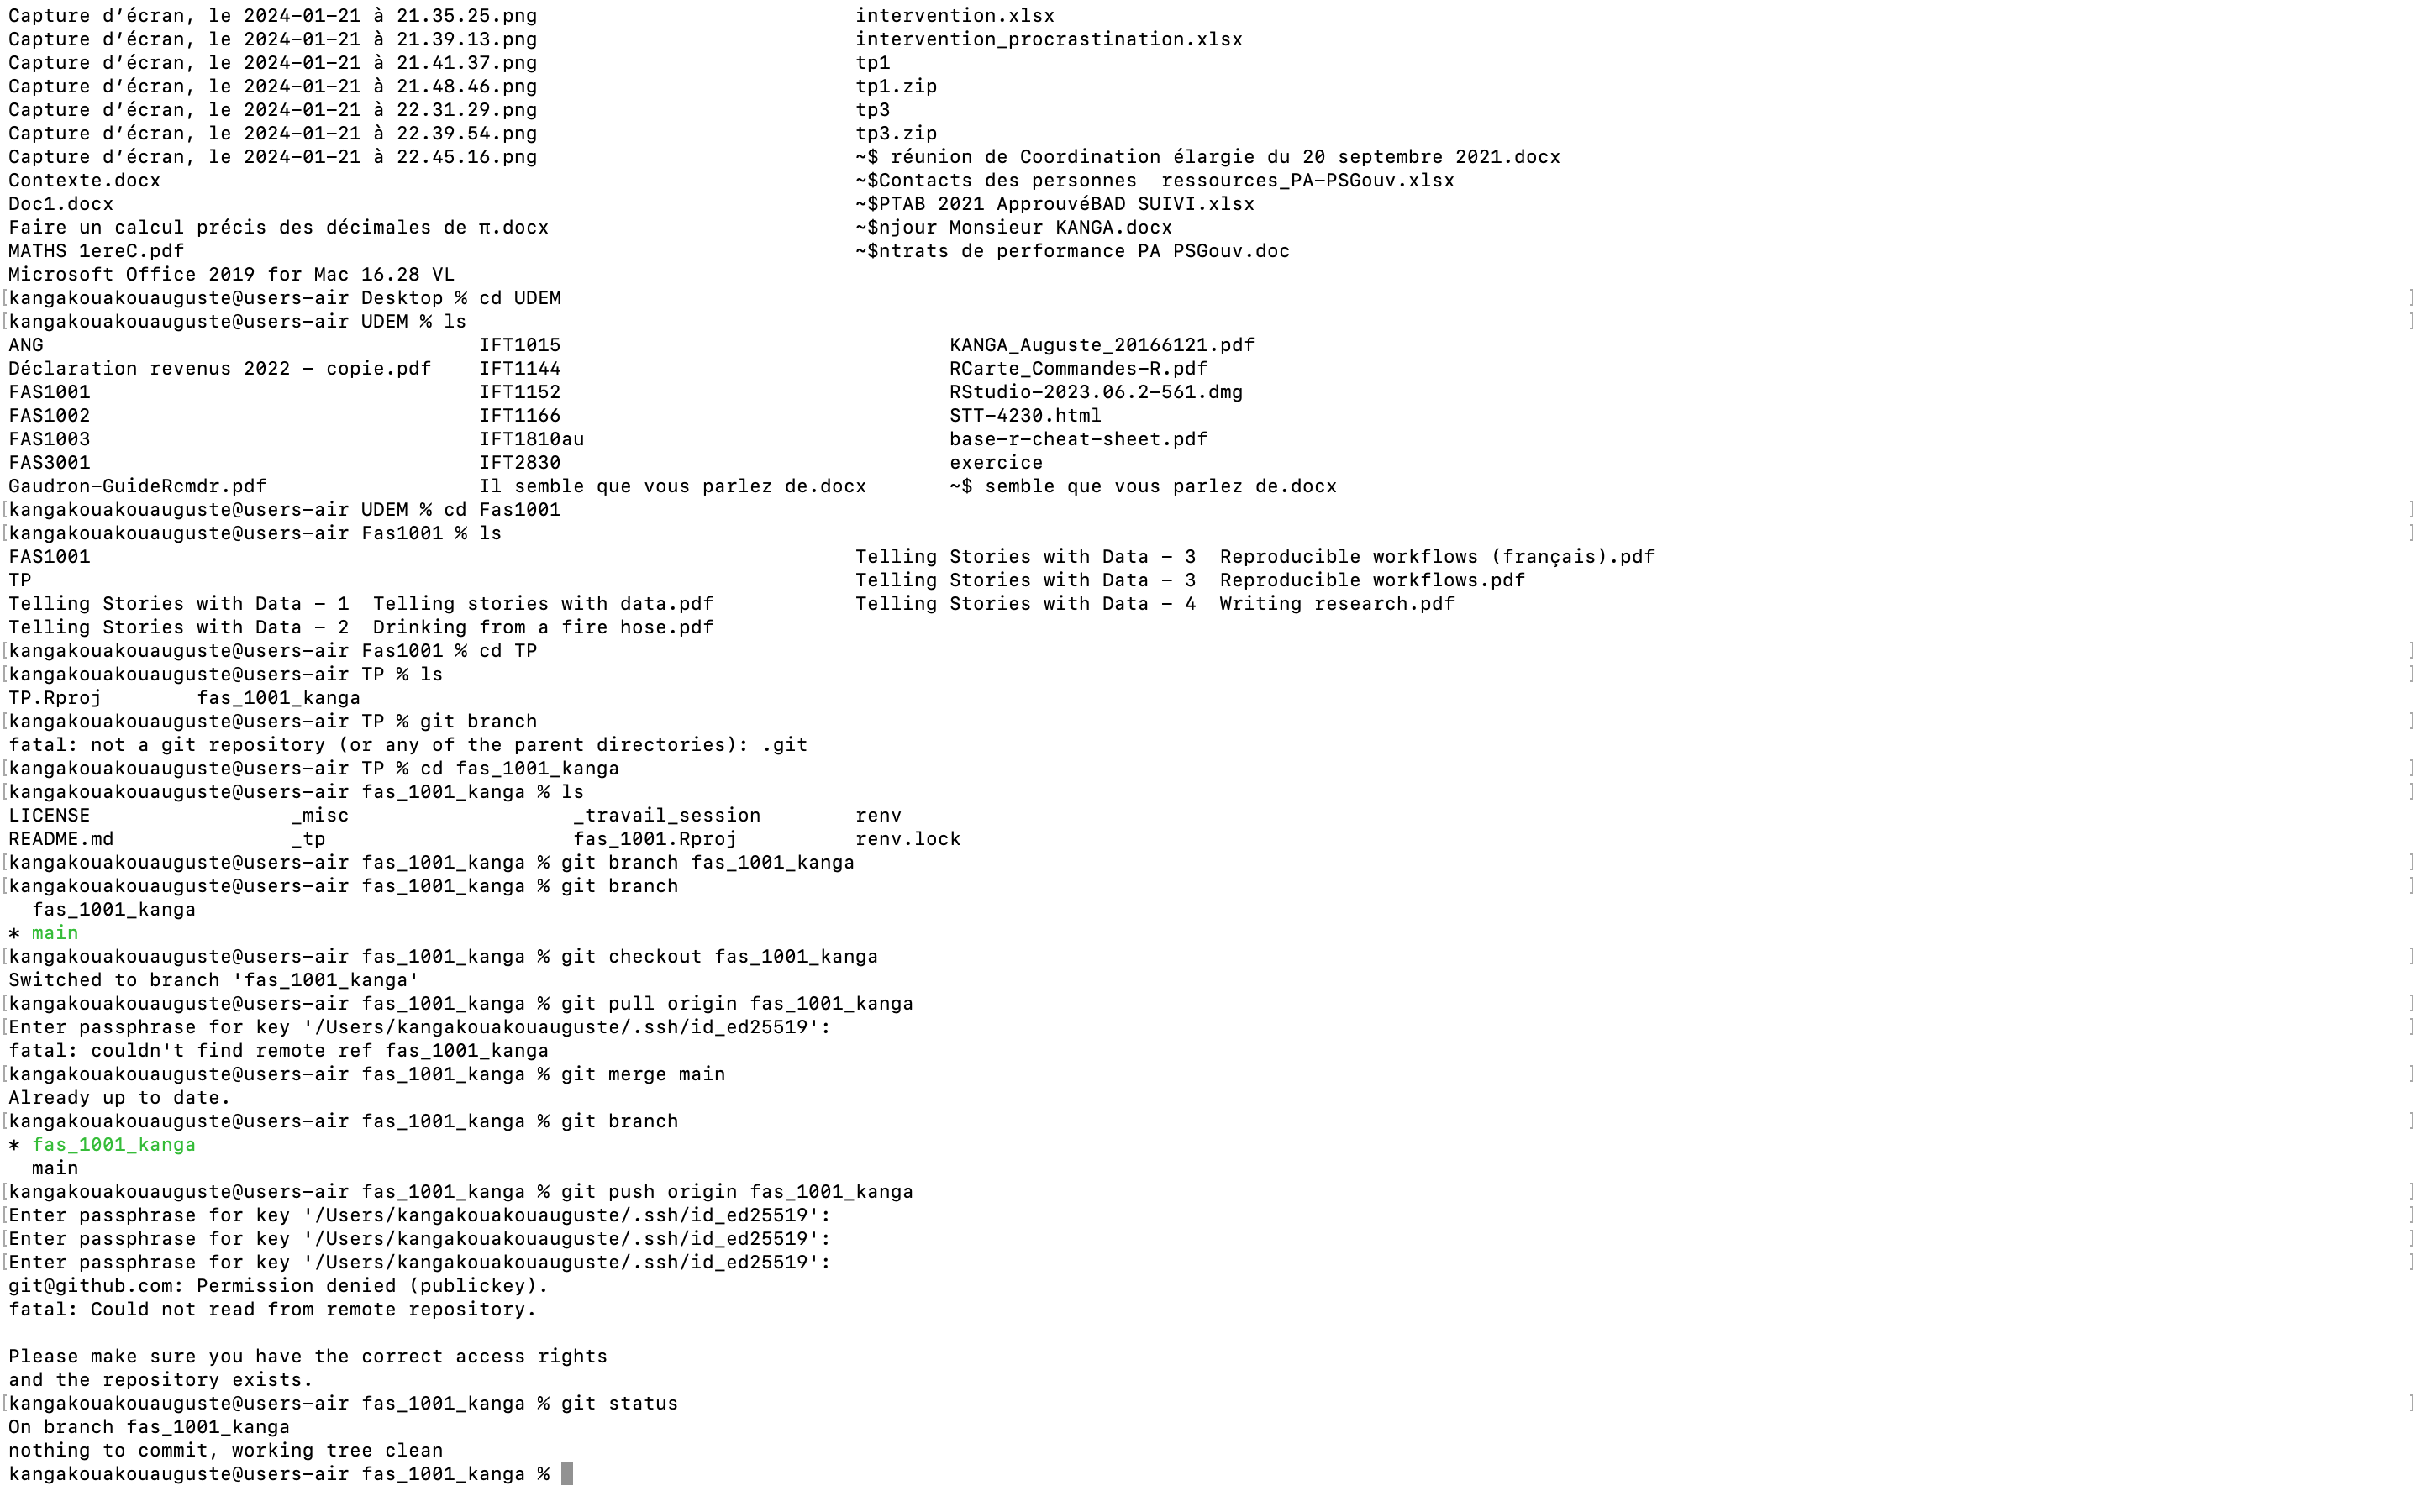 Capture d’écran, le 2024-01-21 à 21.35.25.png intervention.xlsx
Capture d’écran, le 2024-01-21 à 21.39.13.png intervention_procrastination.xlsx
Capture d’écran, le 2024-01-21 à 21.41.37.png tp1
Capture d’écran, le 2024-01-21 à 21.48.46.png tp1.zip
Capture d’écran, le 2024-01-21 à 22.31.29.png tp3
Capture d’écran, le 2024-01-21 à 22.39.54.png tp3.zip
Capture d’écran, le 2024-01-21 à 22.45.16.png ~$ réunion de Coordination élargie du 20 septembre 2021.docx
Contexte.docx ~$Contacts des personnes  ressources_PA-PSGouv.xlsx
Doc1.docx ~$PTAB 2021 ApprouvéBAD SUIVI.xlsx
Faire un calcul précis des décimales de π.docx ~$njour Monsieur KANGA.docx
MATHS 1ereC.pdf ~$ntrats de performance PA PSGouv.doc
Microsoft Office 2019 for Mac 16.28 VL
[kangakouakouauguste@users-air Desktop % cd UDEM ]
[kangakouakouauguste@users-air UDEM % ls ]
ANG IFT1015 KANGA_Auguste_20166121.pdf
Déclaration revenus 2022 - copie.pdf IFT1144 RCarte_Commandes-R.pdf
FAS1001 IFT1152 RStudio-2023.06.2-561.dmg
FAS1002 IFT1166 STT-4230.html
FAS1003 IFT1810au base-r-cheat-sheet.pdf
FAS3001 IFT2830 exercice
Gaudron-GuideRcmdr.pdf Il semble que vous parlez de.docx ~$ semble que vous parlez de.docx
[kangakouakouauguste@users-air UDEM % cd Fas1001 ]
[kangakouakouauguste@users-air Fas1001 % ls ]
FAS1001 Telling Stories with Data - 3  Reproducible workflows (français).pdf
TP Telling Stories with Data - 3  Reproducible workflows.pdf
Telling Stories with Data - 1  Telling stories with data.pdf Telling Stories with Data - 4  Writing research.pdf
Telling Stories with Data - 2  Drinking from a fire hose.pdf
[kangakouakouauguste@users-air Fas1001 % cd TP ]
[kangakouakouauguste@users-air TP % ls ]
TP.Rproj fas_1001_kanga
[kangakouakouauguste@users-air TP % git branch ]
fatal: not a git repository (or any of the parent directories): .git
[kangakouakouauguste@users-air TP % cd fas_1001_kanga ]
[kangakouakouauguste@users-air fas_1001_kanga % ls ]
LICENSE _misc _travail_session renv
README.md _tp fas_1001.Rproj renv.lock
[kangakouakouauguste@users-air fas_1001_kanga % git branch fas_1001_kanga ]
[kangakouakouauguste@users-air fas_1001_kanga % git branch ]
fas_1001_kanga
* main
[kangakouakouauguste@users-air fas_1001_kanga % git checkout fas_1001_kanga ]
Switched to branch 'fas_1001_kanga'
[kangakouakouauguste@users-air fas_1001_kanga % git pull origin fas_1001_kanga ]
[Enter passphrase for key '/Users/kangakouakouauguste/.ssh/id_ed25519': ]
fatal: couldn't find remote ref fas_1001_kanga
[kangakouakouauguste@users-air fas_1001_kanga % git merge main ]
Already up to date.
[kangakouakouauguste@users-air fas_1001_kanga % git branch ]
* fas_1001_kanga
main
[kangakouakouauguste@users-air fas_1001_kanga % git push origin fas_1001_kanga ]
[Enter passphrase for key '/Users/kangakouakouauguste/.ssh/id_ed25519': ]
[Enter passphrase for key '/Users/kangakouakouauguste/.ssh/id_ed25519': ]
[Enter passphrase for key '/Users/kangakouakouauguste/.ssh/id_ed25519': ]
git@github.com: Permission denied (publickey).
fatal: Could not read from remote repository.

Please make sure you have the correct access rights
and the repository exists.
[kangakouakouauguste@users-air fas_1001_kanga % git status ]
On branch fas_1001_kanga
nothing to commit, working tree clean
kangakouakouauguste@users-air fas_1001_kanga %